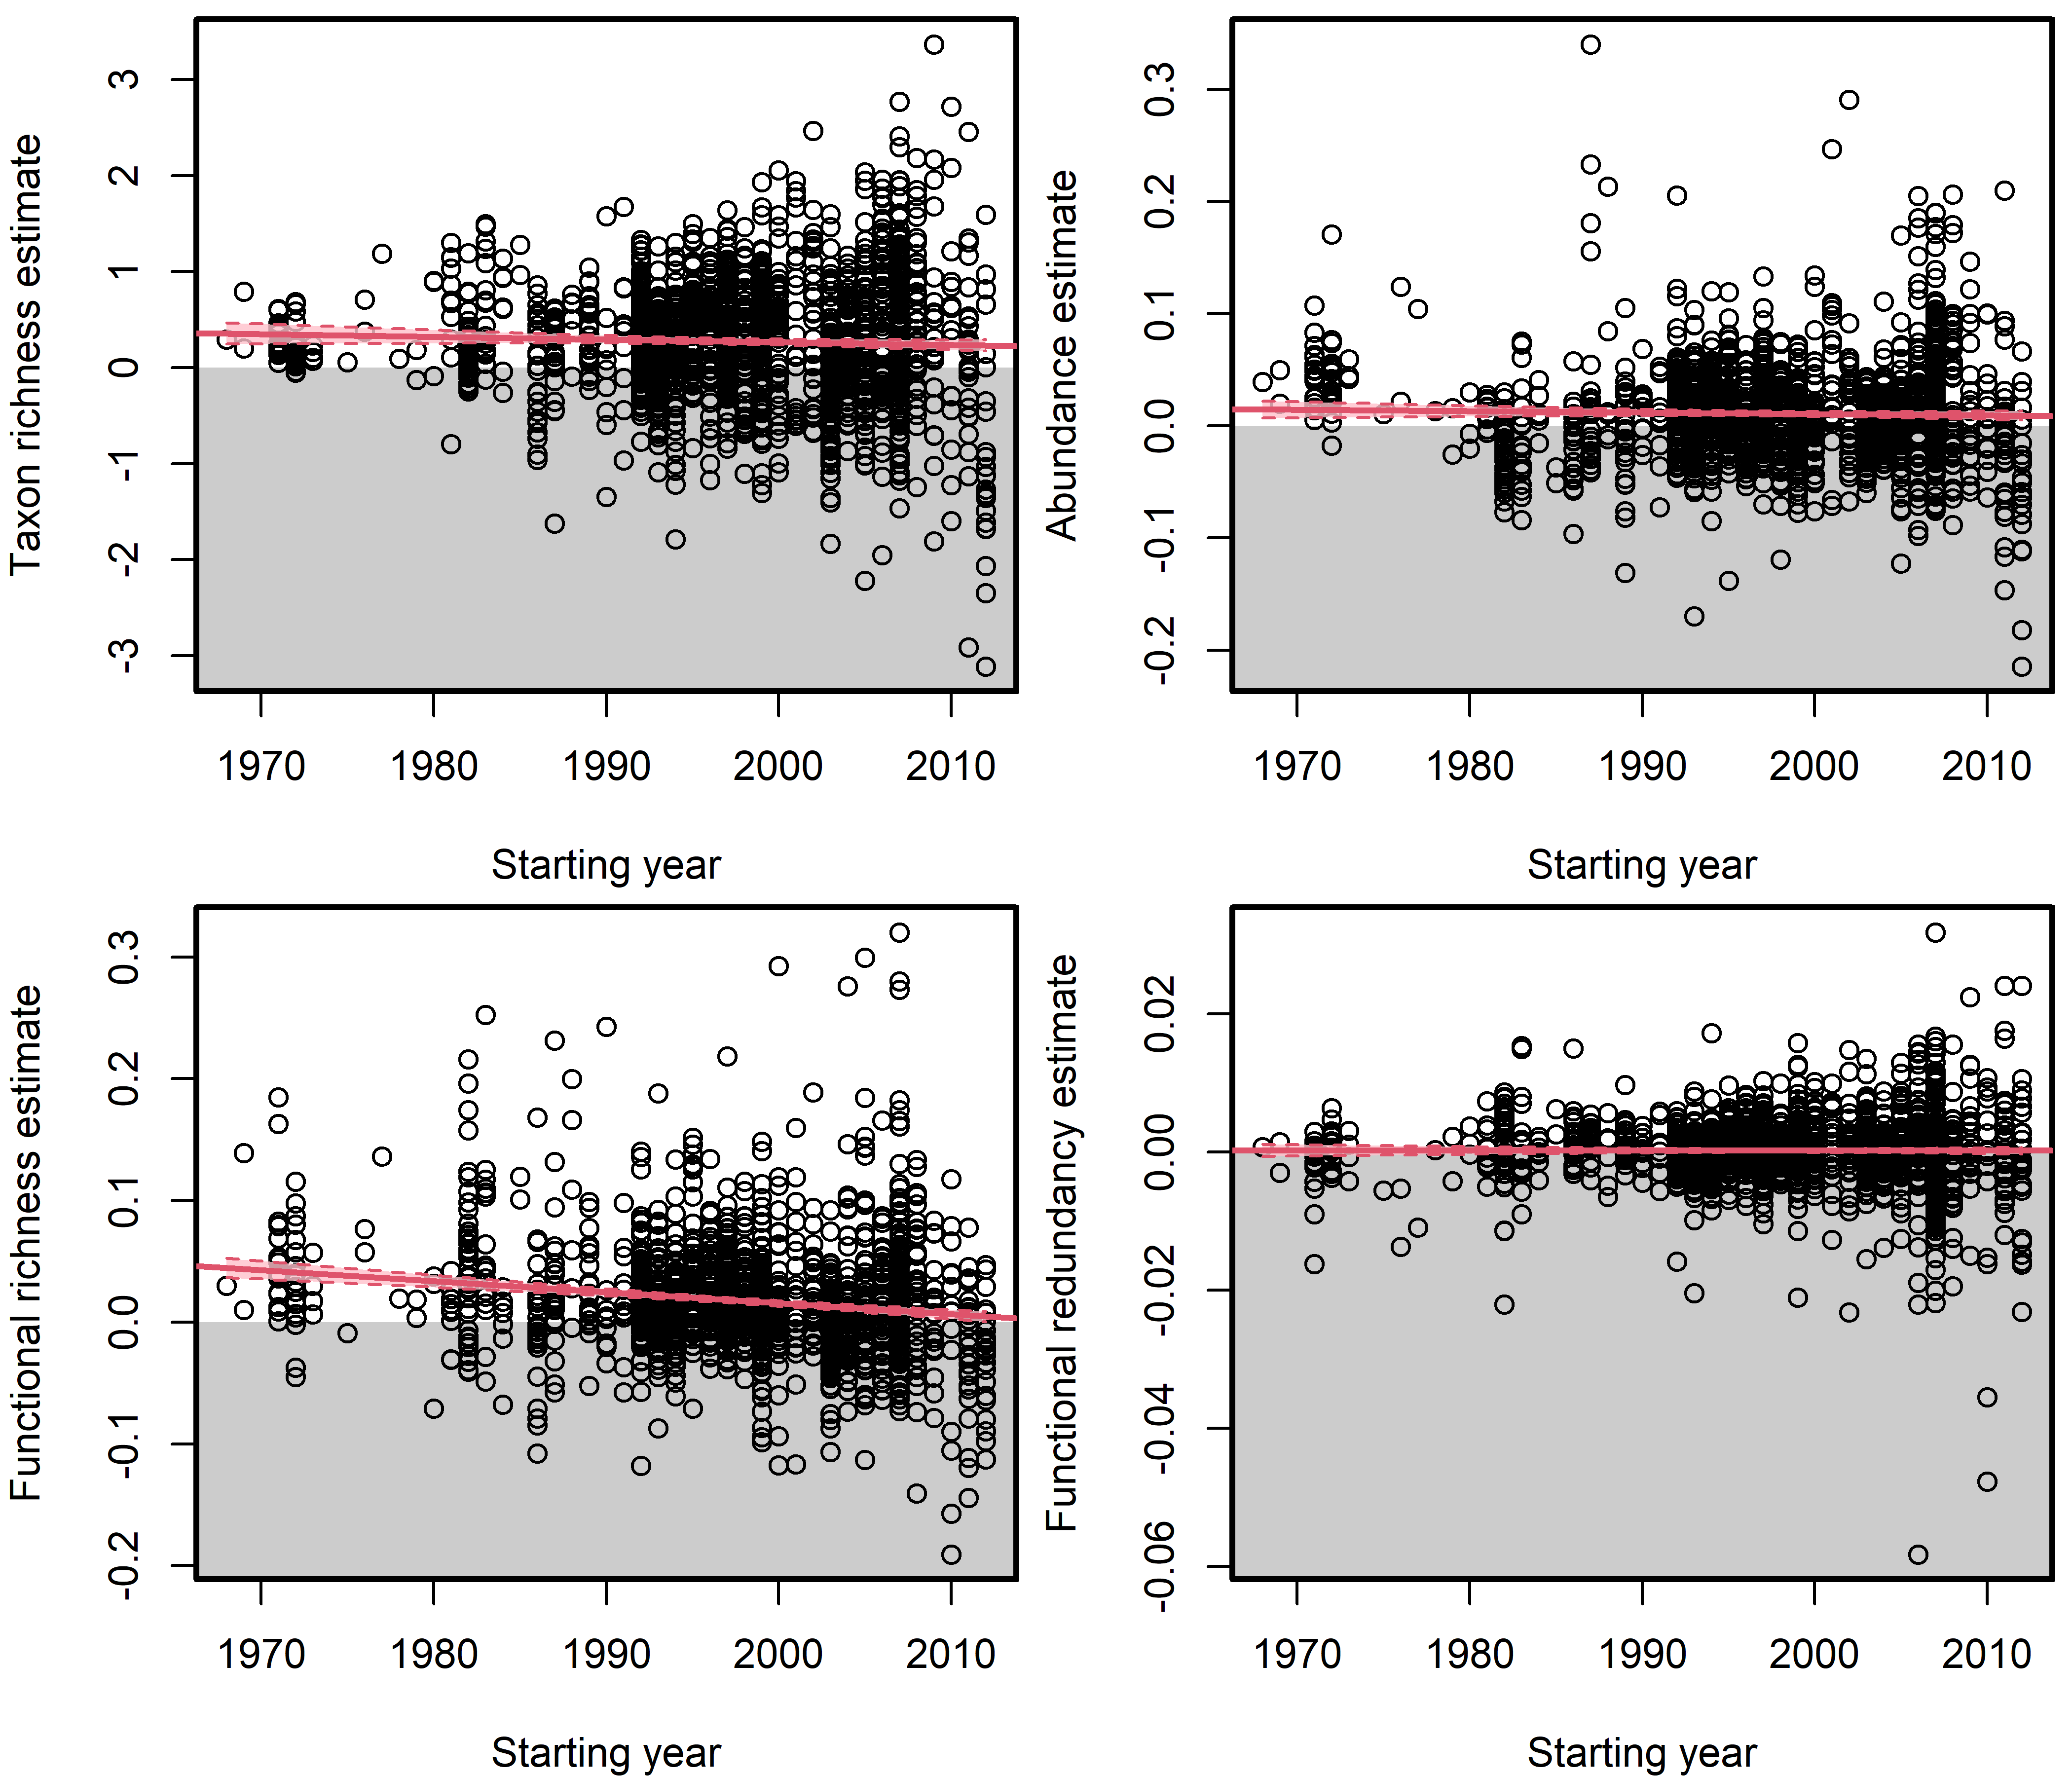 Taxon richness estimate
3
2
1
0
-1
-2
-3
1970 1980 1990 2000 2010
Starting year
Abundance estimate
0.3
0.2
0.1
0.0
-0.1
-0.2
1970 1980 1990 2000 2010
Starting year
Functional richness estimate
0.3
0.2
0.1
0.0
-0.1
-0.2
1970 1980 1990 2000 2010
Starting year
Functional redundancy estimate
0.02
0.00
-0.02
-0.04
-0.06
1970 1980 1990 2000 2010
Starting year